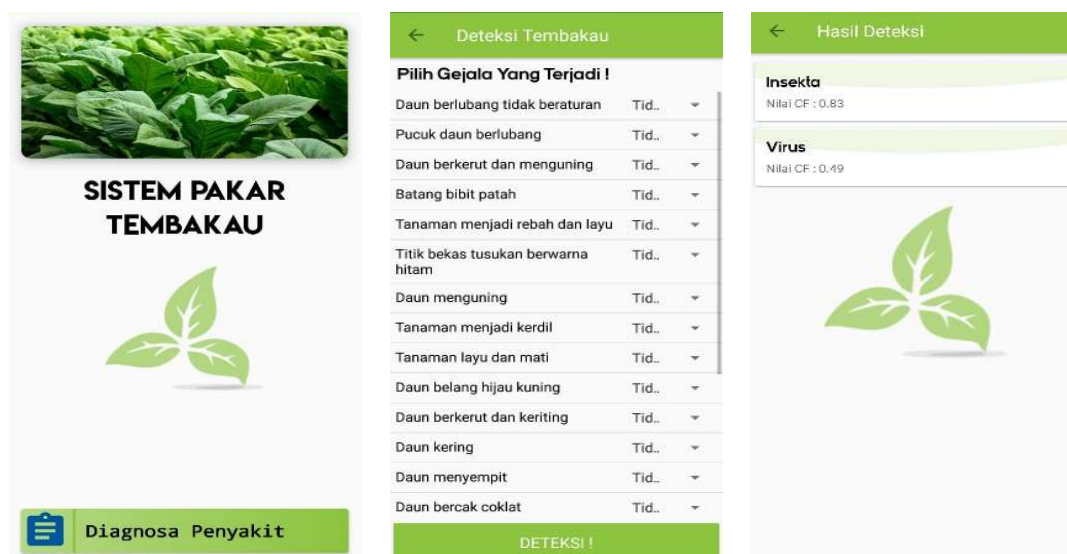 SISTEM PAKAR
TEMBAKAU
Diagnosa Penyakit
Deteksi Tembakau
Pilih Gejala Yang Terjadi !
Daun berlubang tidak beraturan Tid..
Pucuk daun berlubang Tid..
Daun berkerut dan menguning Tid..
Batang bibit patah Tid..
Tanaman menjadi rebah dan layu Tid..
Titik bekas tusukan berwarna Tid..
hitam
Daun menguning Tid..
Tanaman menjadi kerdil Tid..
Tanaman layu dan mati Tid..
Daun belang hijau kuning Tid..
Daun berkerut dan keriting Tid..
Daun kering Tid..
Daun menyempit Tid..
Daun bercak coklat Tid..
DETEKSI !
Hasil Deteksi
Insekta
Nilai CF : 0.83
Virus
Nilai CF : 0.49